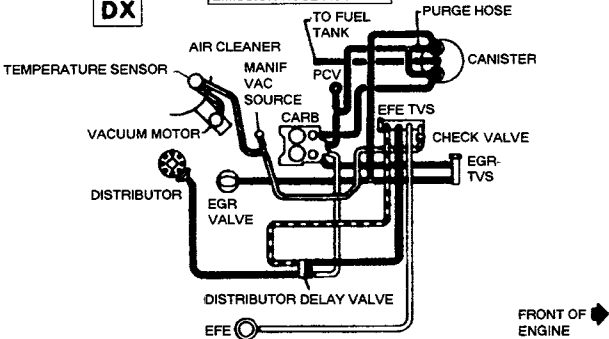 DX
TO FUEL
TANK
PURGE HOSE
AIR CLEANER
TEMPERATURE SENSOR
MANIF
VAC
SOURCE
PCV
CANISTER
CARB
EFE TVS
VACUUM MOTOR
CHECK VALVE
EGR-
TVS
DISTRIBUTOR
EGR
VALVE
DISTRIBUTOR DELAY VALVE
EFE
FRONT OF
ENGINE